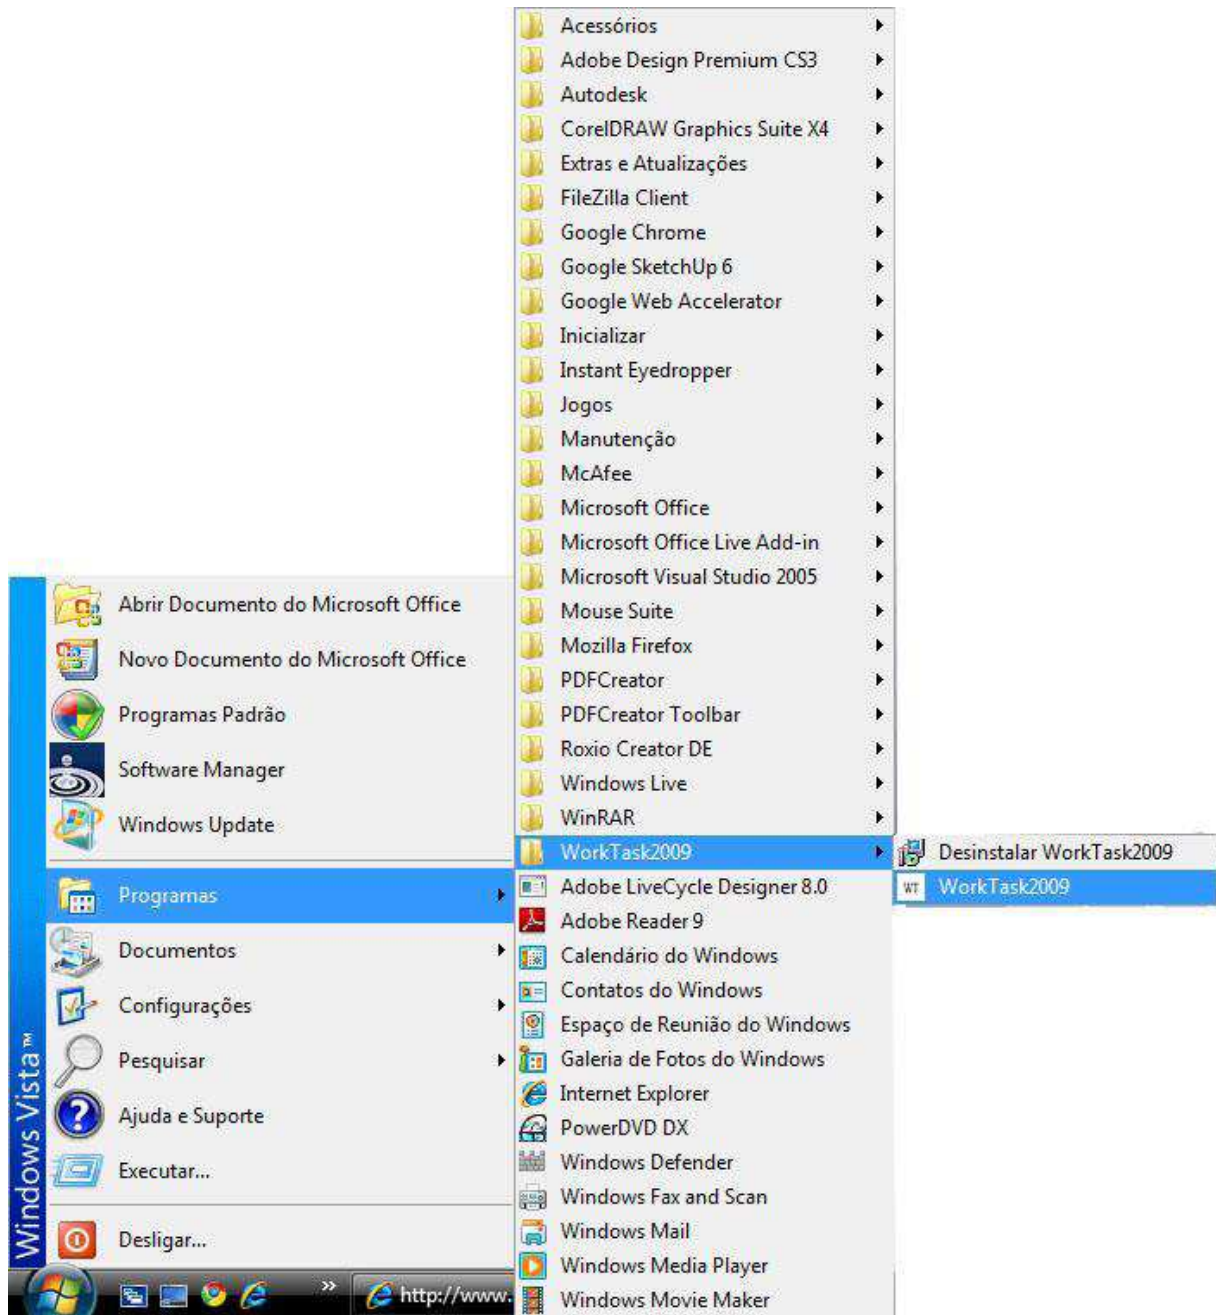 Abrir Documento do Microsoft Office
Novo Documento do Microsoft Office
Programas Padrão
Software Manager
Windows Update
Programas
Documentos
Configurações
Pesquisar
Ajuda e Suporte
Executar...
Desligar...
Windows Vista™
http://www.
Acessórios
Adobe Design Premium CS3
Autodesk
CorelDRAW Graphics Suite X4
Extras e Atualizações
FileZilla Client
Google Chrome
Google SketchUp 6
Google Web Accelerator
Inicializar
Instant Eyedropper
Jogos
Manutenção
McAfee
Microsoft Office
Microsoft Office Live Add-in
Microsoft Visual Studio 2005
Mouse Suite
Mozilla Firefox
PDFCreator
PDFCreator Toolbar
Roxio Creator DE
Windows Live
WinRAR
WorkTask2009
Adobe LiveCycle Designer 8.0
Adobe Reader 9
Calendário do Windows
Contatos do Windows
Espaço de Reunião do Windows
Galeria de Fotos do Windows
Internet Explorer
PowerDVD DX
Windows Defender
Windows Fax and Scan
Windows Mail
Windows Media Player
Windows Movie Maker
Desinstalar WorkTask2009
WT WorkTask2009